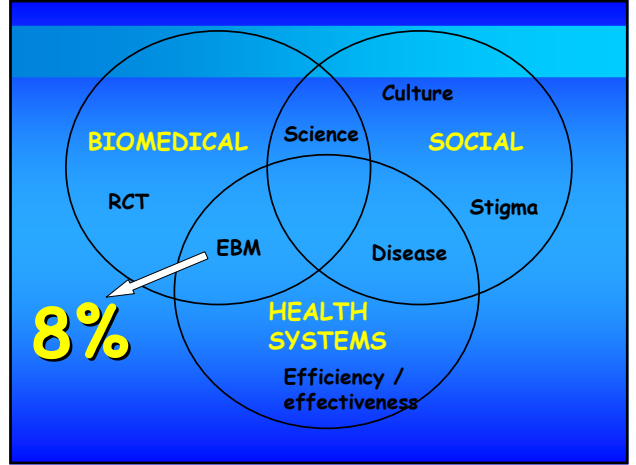 Culture
Science
BIOMEDICAL
SOCIAL
RCT
Stigma
EBM
Disease
8%
HEALTH
SYSTEMS
Efficiency /
effectiveness